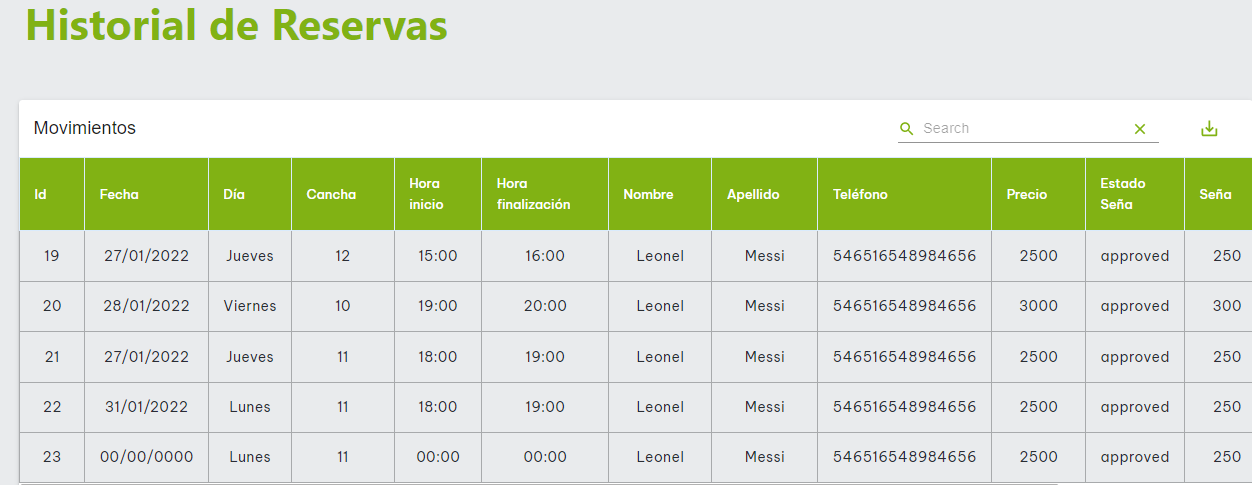 Historial de Reservas
Movimientos
Search
Id Fecha Día Cancha Hora inicio Hora finalización Nombre Apellido Teléfono Precio Estado Seña Seña
19 27/01/2022 Jueves 12 15:00 16:00 Leonel Messi 546516548984656 2500 approved 250
20 28/01/2022 Viernes 10 19:00 20:00 Leonel Messi 546516548984656 3000 approved 300
21 27/01/2022 Jueves 11 18:00 19:00 Leonel Messi 546516548984656 2500 approved 250
22 31/01/2022 Lunes 11 18:00 19:00 Leonel Messi 546516548984656 2500 approved 250
23 00/00/0000 Lunes 11 00:00 00:00 Leonel Messi 546516548984656 2500 approved 250